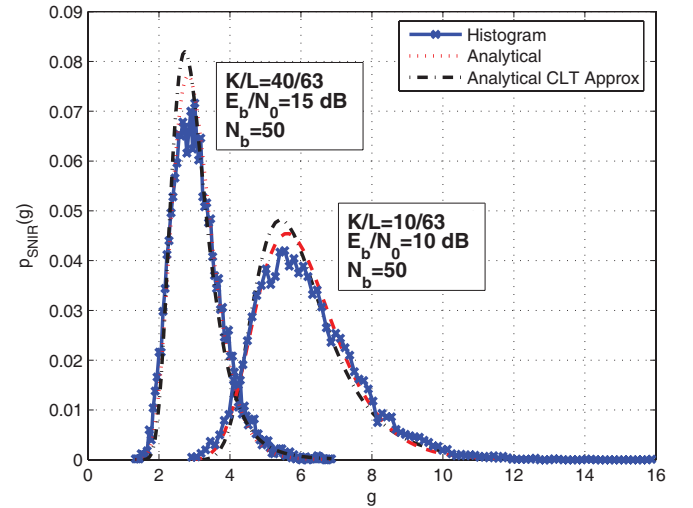 0.09
0.08
0.07
0.06
0.05
0.04
0.03
0.02
0.01
0
p_SNIR(g)
Histogram
Analytical
Analytical CLT Approx
K/L=40/63
E_b/N_0=15 dB
N_b=50
K/L=10/63
E_b/N_0=10 dB
N_b=50
0 2 4 6 8 10 12 14 16
g